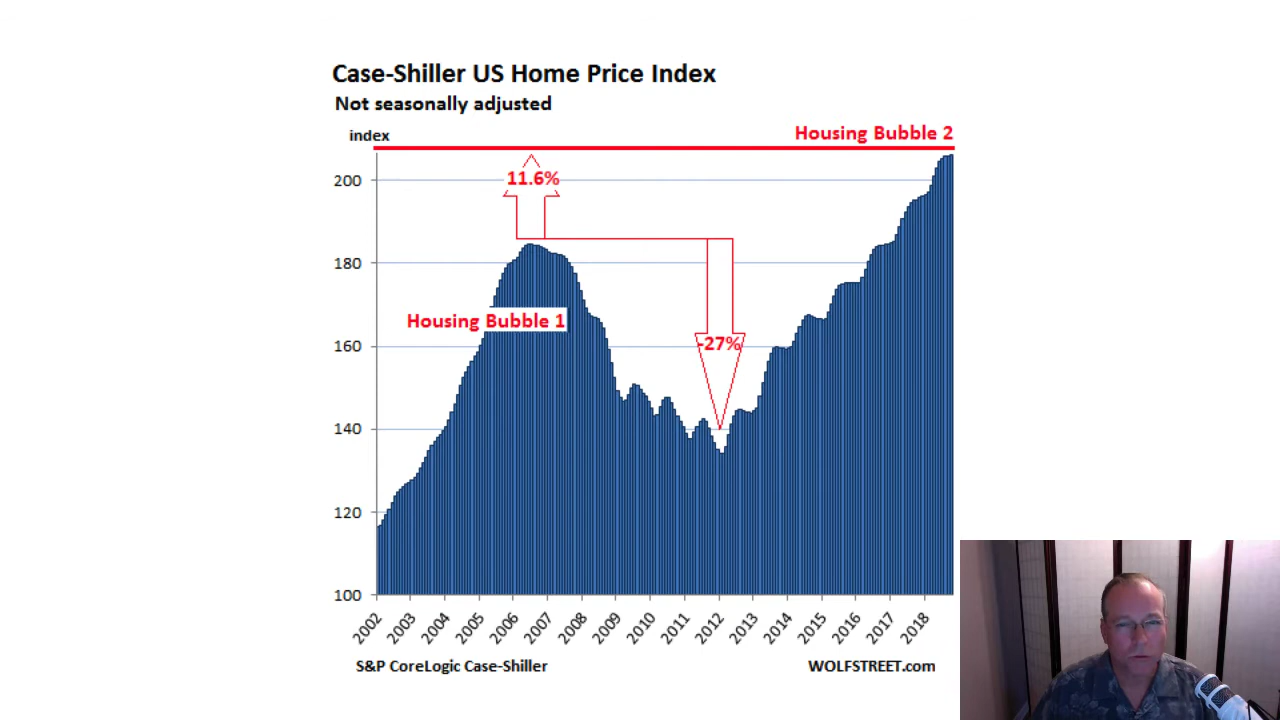 Case-Shiller US Home Price Index
Not seasonally adjusted
index
Housing Bubble 2
200
11.6%
180
Housing Bubble 1
160
-27%
140
120
100
2002 2003 2004 2005 2006 2007 2008 2009 2010 2011 2012 2013 2014 2015 2016 2017 2018
S&P CoreLogic Case-Shiller
WOLFSTREET.com